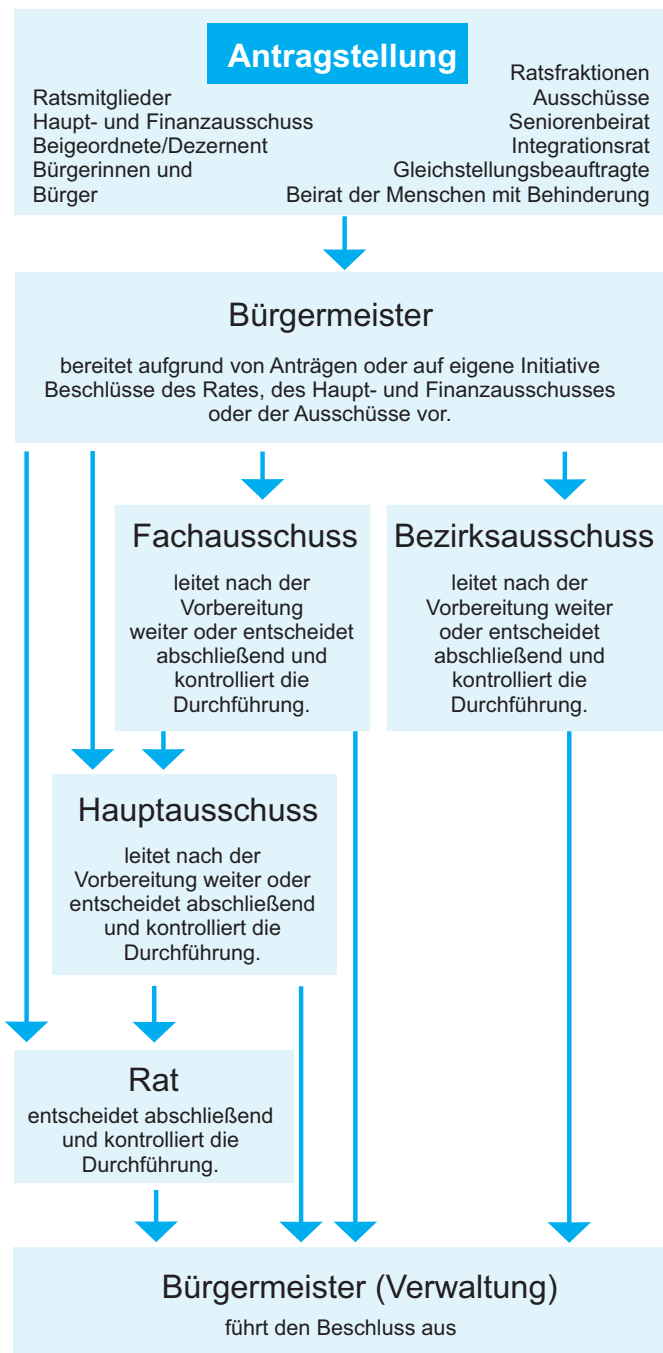 Antragstellung
Ratsmitglieder
Haupt- und Finanzausschuss
Beigeordnete/Dezernent
Bürgerinnen und
Bürger
Ratsfraktionen
Ausschüsse
Seniorenbeirat
Integrationsrat
Gleichstellungsbeauftragte
Beirat der Menschen mit Behinderung
Bürgermeister
bereitet aufgrund von Anträgen oder auf eigene Initiative
Beschlüsse des Rates, des Haupt- und Finanzausschusses
oder der Ausschüsse vor.
Fachausschuss
leitet nach der
Vorbereitung
weiter oder entscheidet
abschließend und
kontrolliert die
Durchführung.
Bezirksausschuss
leitet nach der
Vorbereitung weiter
oder entscheidet
abschließend und
kontrolliert die
Durchführung.
Hauptausschuss
leitet nach der
Vorbereitung weiter oder
entscheidet abschließend
und kontrolliert die
Durchführung.
Rat
entscheidet abschließend
und kontrolliert die
Durchführung.
Bürgermeister (Verwaltung)
führt den Beschluss aus